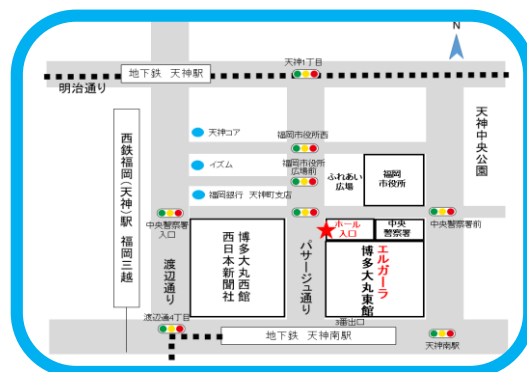 N
天神1丁目
地下鉄 天神駅
明治通り
天神コア
福岡市役所西
イズム
福岡市役所
広場前
ふれあい
広場
福岡
市役所
天神中央公園
福岡銀行 天神町支店
西鉄福岡(天神)駅 福岡三越
中央警察署
入口
ホール
入口
中央
警察署
中央警察署前
渡辺通り
博多大丸西館
西日本新聞社
パサージュ通り
エルガーラ
博多大丸東館
渡辺通4丁目
3番出口
地下鉄 天神南駅
天神南駅